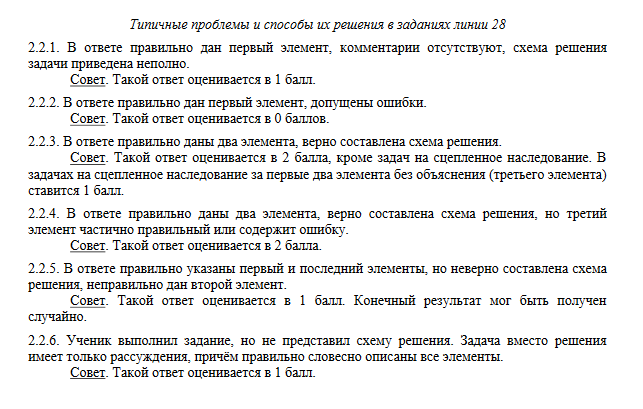 Типичные проблемы и способы их решения в заданиях линии 28
2.2.1. В ответе правильно дан первый элемент, комментарии отсутствуют, схема решения
задачи приведена неполно.
Совет. Такой ответ оценивается в 1 балл.
2.2.2. В ответе правильно дан первый элемент, допущены ошибки.
Совет. Такой ответ оценивается в 0 баллов.
2.2.3. В ответе правильно даны два элемента, верно составлена схема решения.
Совет. Такой ответ оценивается в 2 балла, кроме задач на сцепленное наследование. В
задачах на сцепленное наследование за первые два элемента без объяснения (третьего элемента)
ставится 1 балл.
2.2.4. В ответе правильно даны два элемента, верно составлена схема решения, но третий
элемент частично правильный или содержит ошибку.
Совет. Такой ответ оценивается в 2 балла.
2.2.5. В ответе правильно указаны первый и последний элементы, но неверно составлена схема
решения, неправильно дан второй элемент.
Совет. Такой ответ оценивается в 1 балл. Конечный результат мог быть получен
случайно.
2.2.6. Ученик выполнил задание, но не представил схему решения. Задача вместо решения
имеет только рассуждения, причём правильно словесно описаны все элементы.
Совет. Такой ответ оценивается в 1 балл.